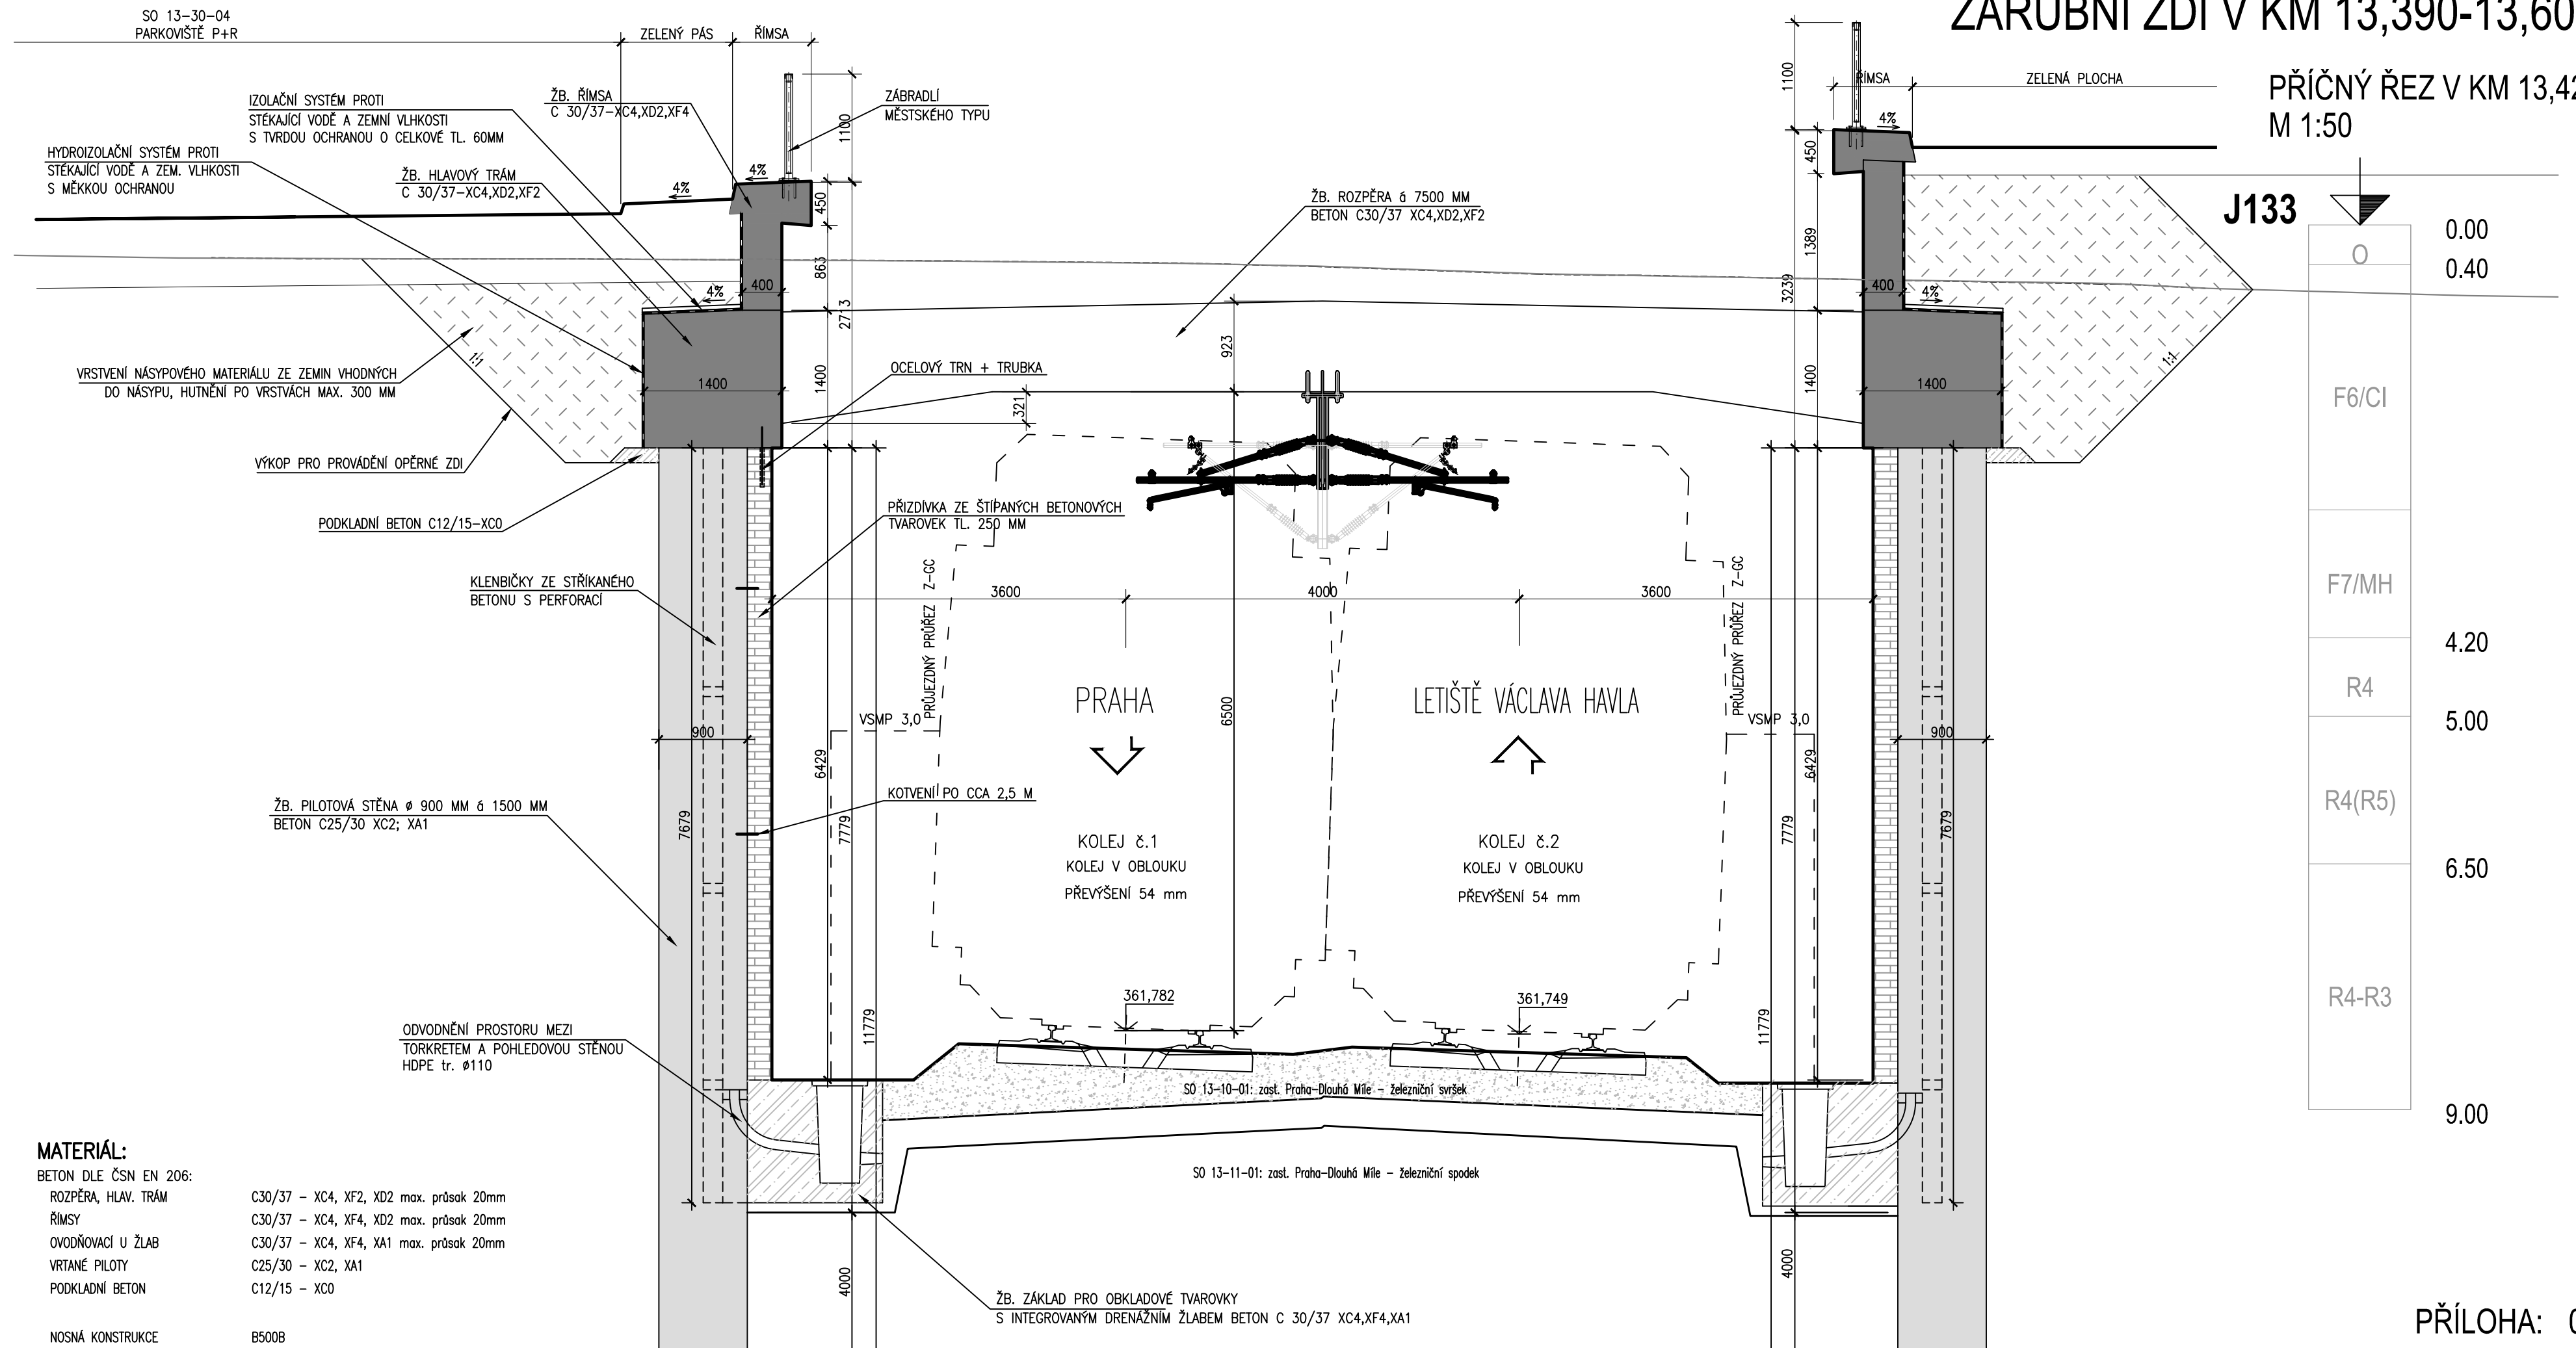 SO 13-30-04
PARKOVIŠTĚ P+R
ZELENÝ PÁS
ŘÍMSA
ZÁRUBNÍ ZDI V KM 13,390-13,60
PŘÍČNÝ ŘEZ V KM 13,42
M 1:50
ŘÍMSA
ZELENÁ PLOCHA
IZOLAČNÍ SYSTÉM PROTI
STÉKAJÍCÍ VODĚ A ZEMNÍ VLHKOSTI
S TVRDOU OCHRANOU O CELKOVÉ TL. 60MM
ŽB. ŘÍMSA
C 30/37-XC4,XD2,XF4
ZÁBRADLÍ
MĚSTSKÉHO TYPU
HYDROIZOLAČNÍ SYSTÉM PROTI
STÉKAJÍCÍ VODĚ A ZEM. VLHKOSTI
S MĚKKOU OCHRANOU
ŽB. HLAVOVÝ TRÁM
C 30/37-XC4,XD2,XF2
ŽB. ROZPĚRA á 7500 MM
BETON C30/37 XC4,XD2,XF2
1100
1100
4%
4%
4%
4%
4%
450
450
863
1389
2713
3239
400
400
923
321
1400
1400
1400
1400
1:1
1:1
VRSTVENÍ NÁSYPOVÉHO MATERIÁLU ZE ZEMIN VHODNÝCH
DO NÁSYPU, HUTNĚNÍ PO VRSTVÁCH MAX. 300 MM
OCELOVÝ TRN + TRUBKA
VÝKOP PRO PROVÁDĚNÍ OPĚRNÉ ZDI
PODKLADNÍ BETON C12/15-XC0
PŘIZDÍVKA ZE ŠTÍPANÝCH BETONOVÝCH
TVAROVEK TL. 250 MM
KLENBIČKY ZE STŘÍKANÉHO
BETONU S PERFORACÍ
PRŮJEZDNÝ PRŮŘEZ Z-GC
PRŮJEZDNÝ PRŮŘEZ Z-GC
3600
4000
3600
PRAHA
LETIŠTĚ VÁCLAVA HAVLA
VSMP 3,0
VSMP 3,0
6500
900
900
6429
6429
7679
7679
7779
7779
11779
11779
4000
4000
ŽB. PILOTOVÁ STĚNA ø 900 MM á 1500 MM
BETON C25/30 XC2; XA1
KOTVENÍ PO CCA 2,5 M
KOLEJ č.1
KOLEJ V OBLOUKU
PŘEVÝŠENÍ 54 mm
KOLEJ č.2
KOLEJ V OBLOUKU
PŘEVÝŠENÍ 54 mm
361,782
361,749
ODVODNĚNÍ PROSTORU MEZI
TORKRETEM A POHLEDOVOU STĚNOU
HDPE tr. ø110
SO 13-10-01: zast. Praha-Dlouhá Míle - železniční svršek
SO 13-11-01: zast. Praha-Dlouhá Míle - železniční spodek
ŽB. ZÁKLAD PRO OBKLADOVÉ TVAROVKY
S INTEGROVANÝM DRENÁŽNÍM ŽLABEM BETON C 30/37 XC4,XF4,XA1
J133
0.00
O
0.40
F6/CI
F7/MH
4.20
R4
5.00
R4(R5)
6.50
R4-R3
9.00
MATERIÁL:
BETON DLE ČSN EN 206:
ROZPĚRA, HLAV. TRÁM C30/37 - XC4, XF2, XD2 max. průsak 20mm
ŘÍMSY C30/37 - XC4, XF4, XD2 max. průsak 20mm
OVODŇOVACÍ U ŽLAB C30/37 - XC4, XF4, XA1 max. průsak 20mm
VRTANÉ PILOTY C25/30 - XC2, XA1
PODKLADNÍ BETON C12/15 - XC0
NOSNÁ KONSTRUKCE B500B
PŘÍLOHA: 0